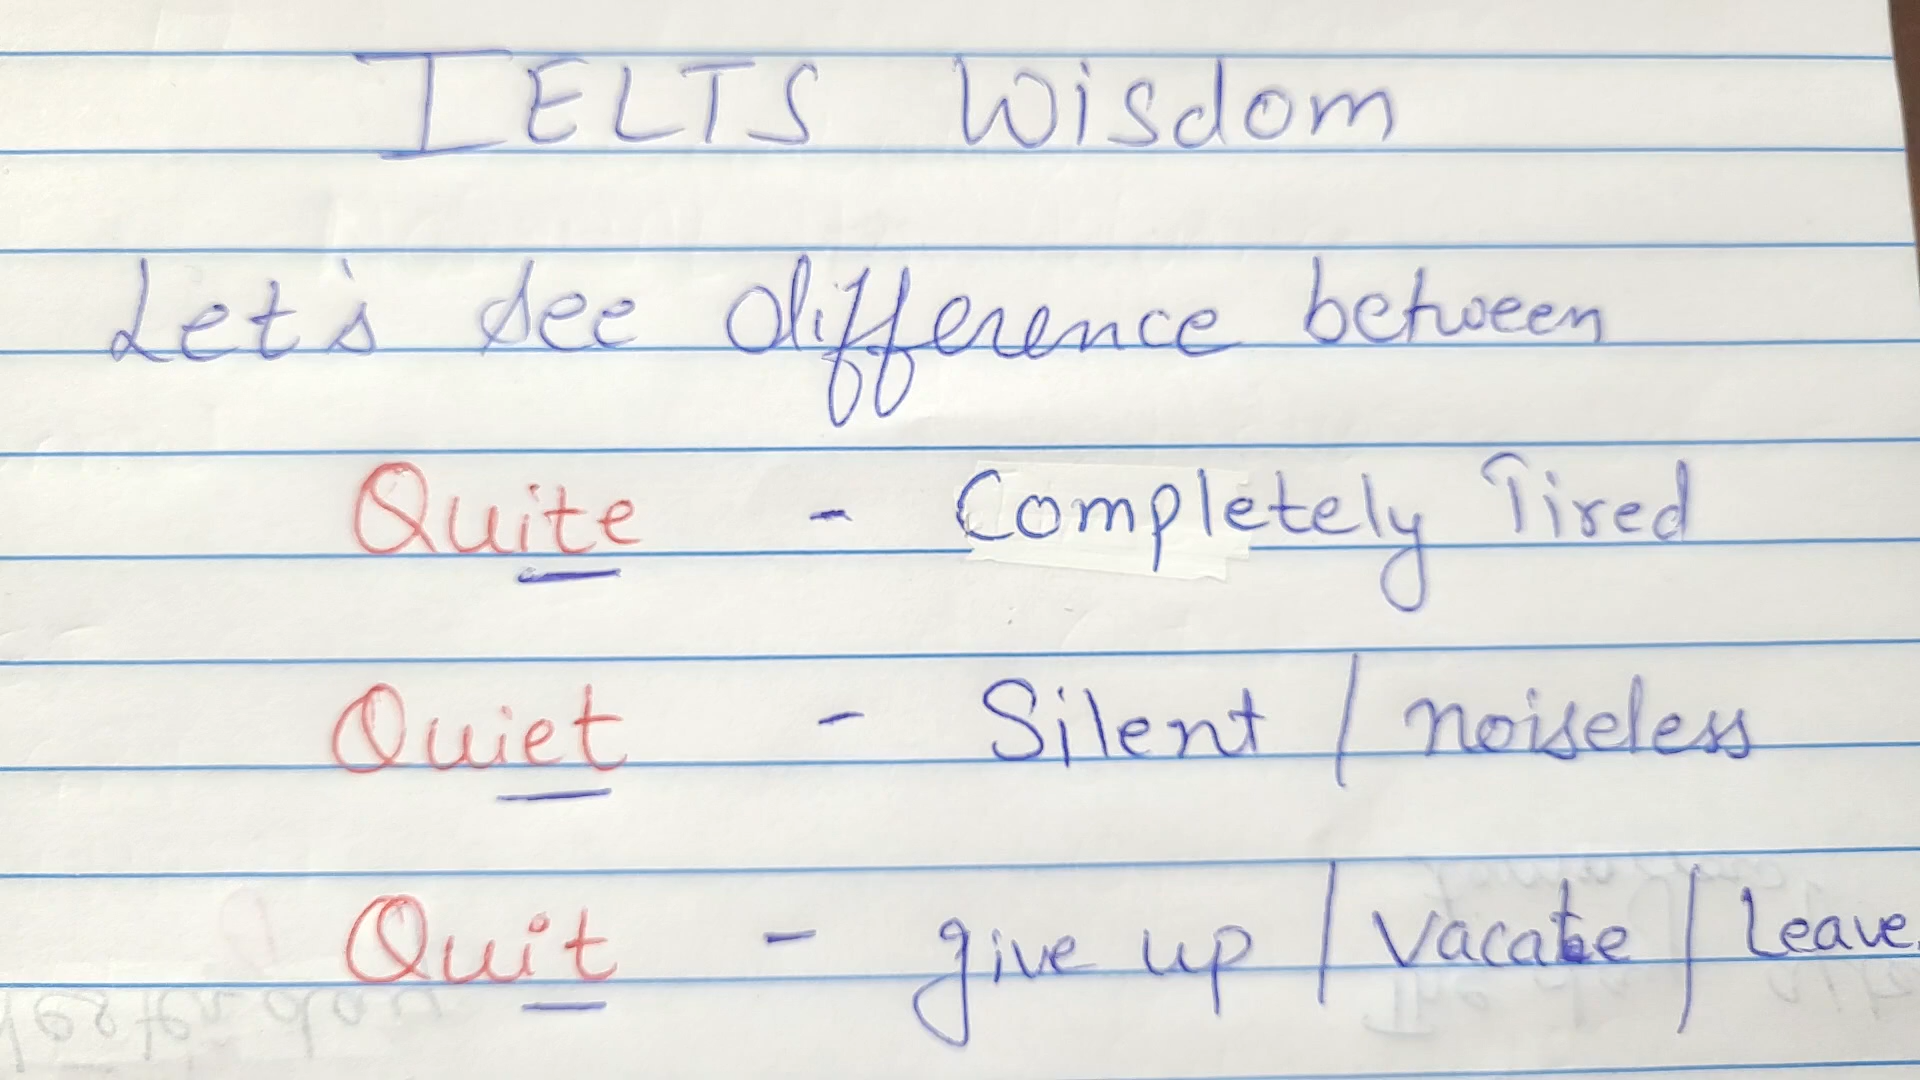 IELTS Wisdom
Let's see difference between
Quite - Completely Tired
Quiet - Silent / noiseless
Quit - give up / vacate / Leave.